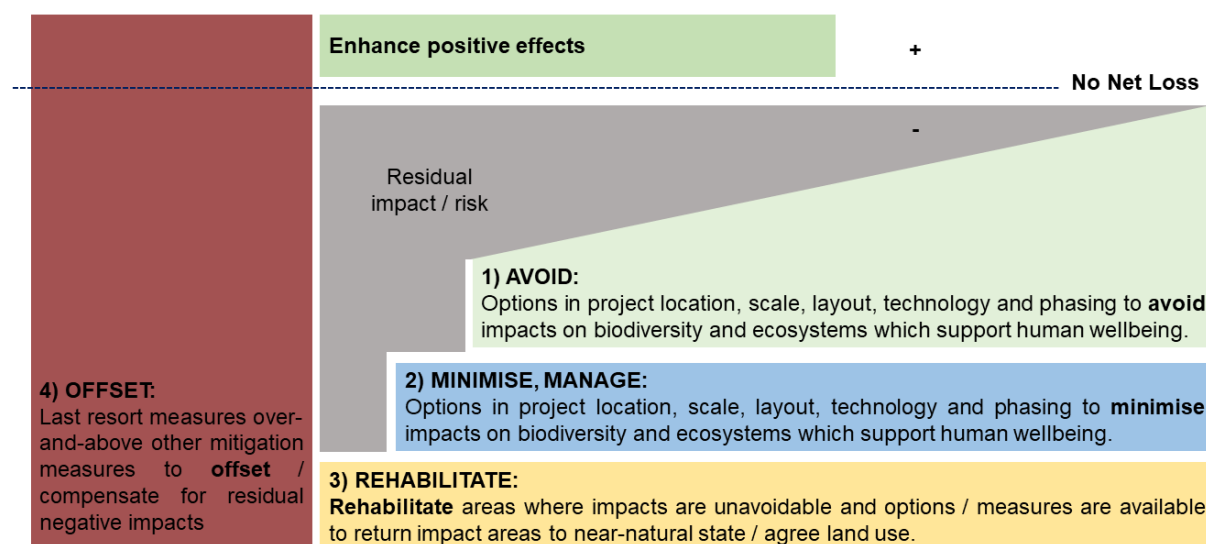 Enhance positive effects
+
No Net Loss
-
Residual
impact / risk
1) AVOID:
Options in project location, scale, layout, technology and phasing to avoid
impacts on biodiversity and ecosystems which support human wellbeing.
2) MINIMISE, MANAGE:
Options in project location, scale, layout, technology and phasing to minimise
impacts on biodiversity and ecosystems which support human wellbeing.
3) REHABILITATE:
Rehabilitate areas where impacts are unavoidable and options / measures are available
to return impact areas to near-natural state / agree land use.
4) OFFSET:
Last resort measures over-
and-above other mitigation
measures to offset /
compensate for residual
negative impacts